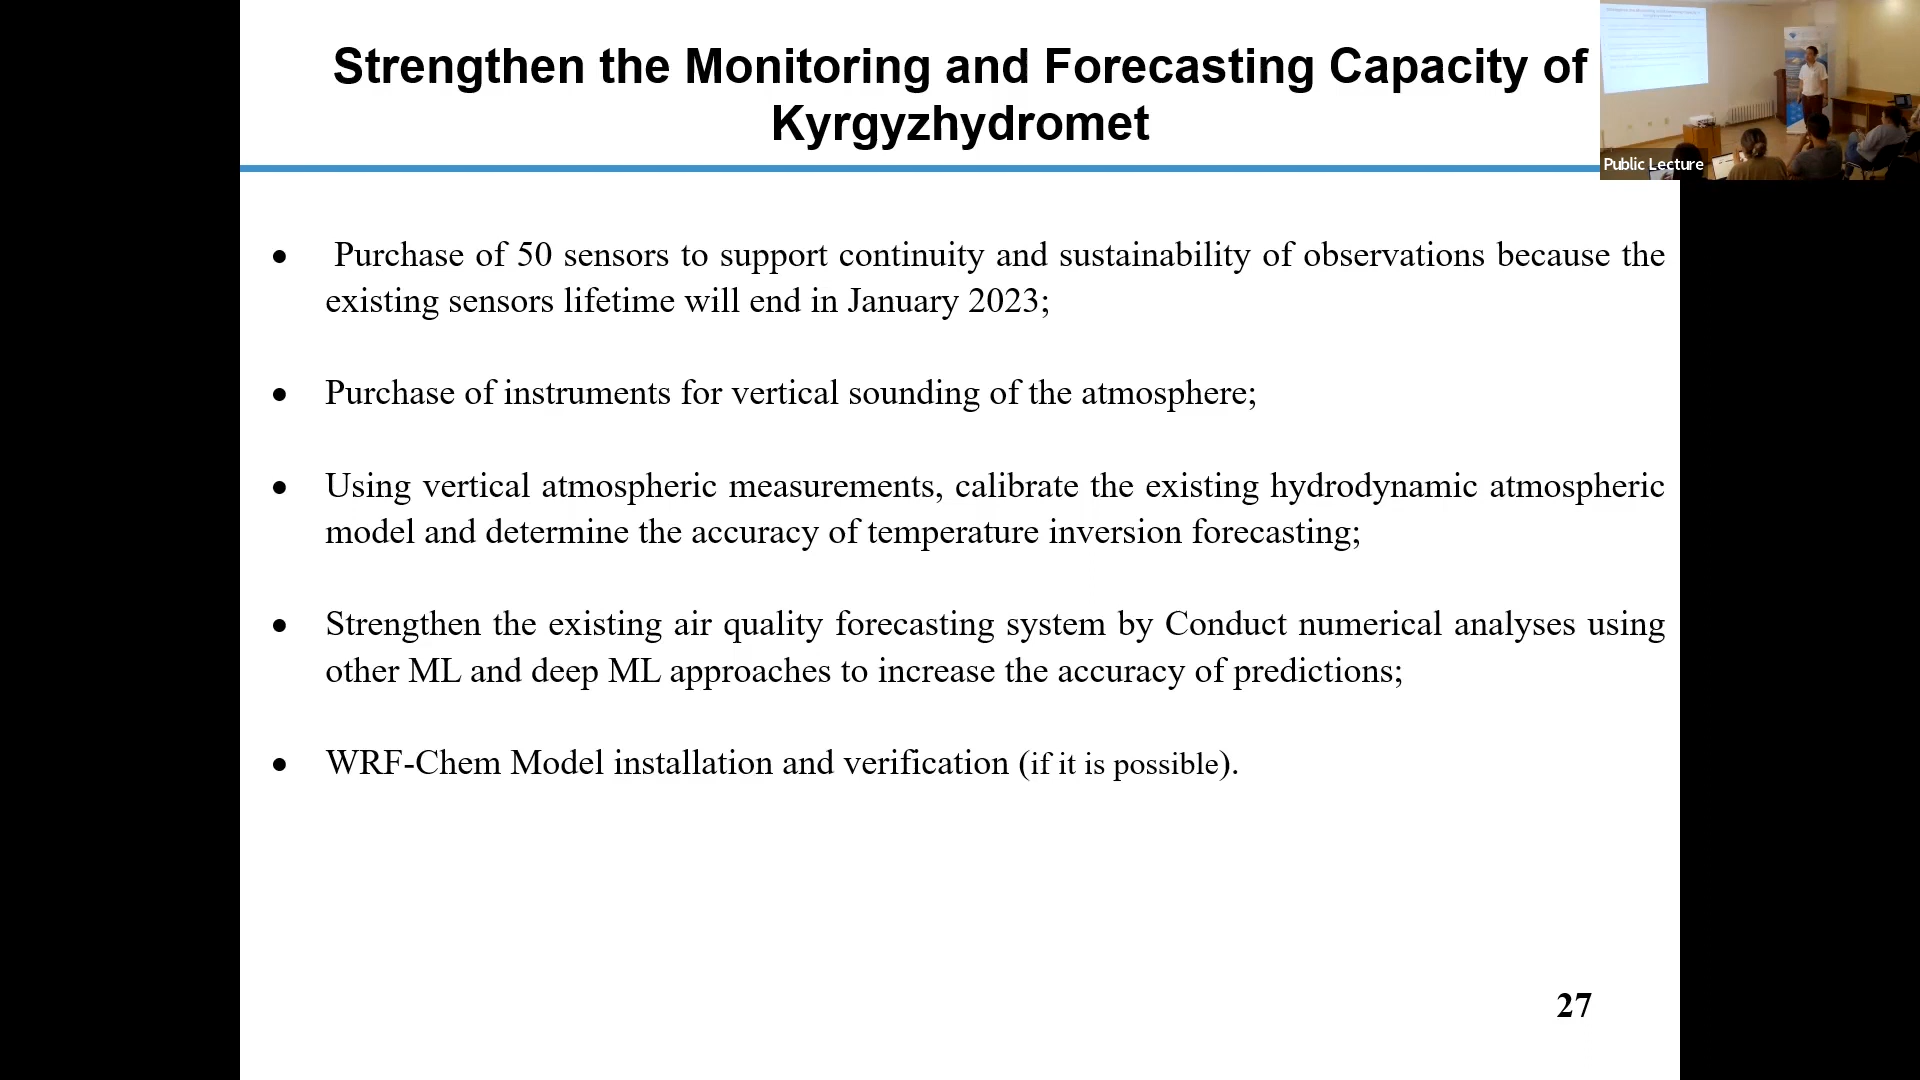 Strengthen the Monitoring and Forecasting Capacity of
Kyrgyzhydromet
Public Lecture
• Purchase of 50 sensors to support continuity and sustainability of observations because the
existing sensors lifetime will end in January 2023;
• Purchase of instruments for vertical sounding of the atmosphere;
• Using vertical atmospheric measurements, calibrate the existing hydrodynamic atmospheric
model and determine the accuracy of temperature inversion forecasting;
• Strengthen the existing air quality forecasting system by Conduct numerical analyses using
other ML and deep ML approaches to increase the accuracy of predictions;
• WRF-Chem Model installation and verification (if it is possible).
27